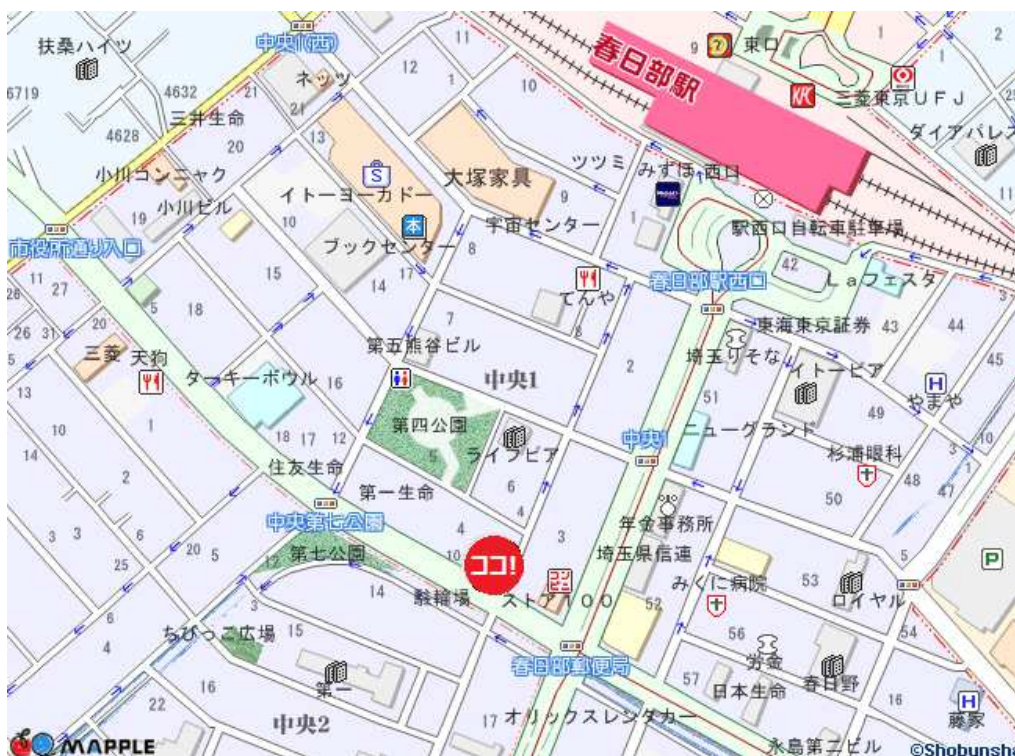 春日部駅
東口
三菱東京UFJ
中央1(西)
扶桑ハイツ
ネッツ
三井生命
6719
4632
4628
小川コンニャク
小川ビル
イトーヨーカドー
大塚家具
ツツミ
みずほ
西口
ダイアパレス
駅西口自転車駐車場
宇宙センター
ブックセンター
本
市役所通り入口
春日部駅西口
Laフェスタ
てんや
東海東京証券
三菱
天狗
第五熊谷ビル
ターキーボウル
中央1
埼玉りそな
イトーピア
やまや
第四公園
ライフピア
中央1
ニューグランド
杉浦眼科
住友生命
第一生命
中央第七公園
年金事務所
第七公園
ココ!
コンビニ
埼玉県信連
みくに病院
駐輪場
ストア100
ロイヤル
ちびっこ広場
春日部郵便局
労金
第一
日本生命
春日野
中央2
オリックスレンタカー
藤家
永島第二ビル
MAPPLE
©Shobunsha